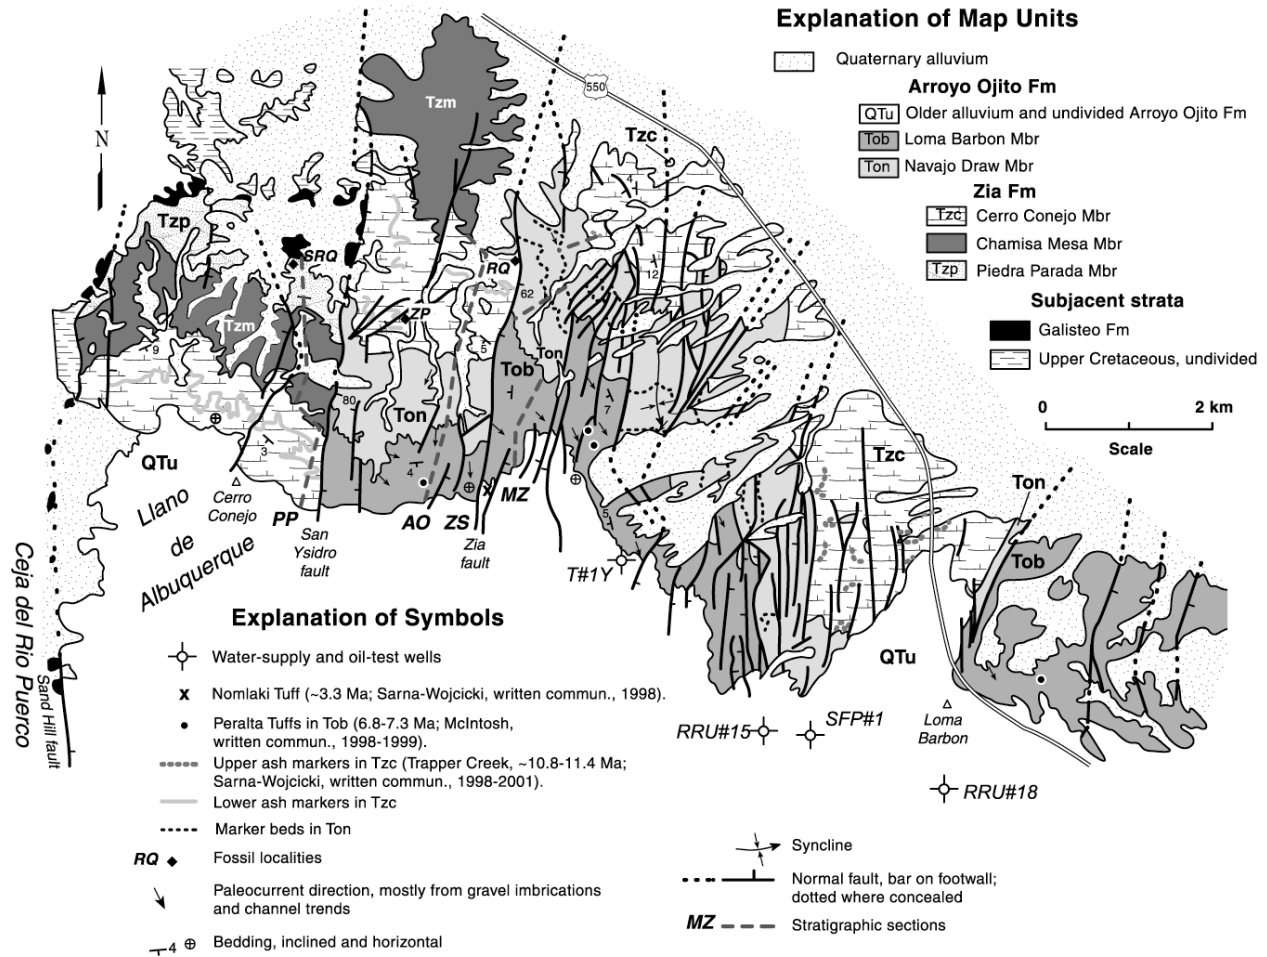 Explanation of Map Units
Quaternary alluvium
Arroyo Ojito Fm
QTu Older alluvium and undivided Arroyo Ojito Fm
Tob Loma Barbon Mbr
Ton Navajo Draw Mbr
Zia Fm
Tzc Cerro Conejo Mbr
Tzm Chamisa Mesa Mbr
Tzp Piedra Parada Mbr
Subjacent strata
Galisteo Fm
Upper Cretaceous, undivided
0 2 km
Scale
N
550
Tzm
Tzc
4
Tzp
SRQ
RQ
12
62
ZP
Tzm
9
5
Ton
Tob
80
7
Ton
3
4
QTu
Llano
de
Albuquerque
Cerro
Conejo
PP
San
Ysidro
fault
AO
ZS
Zia
fault
x
MZ
5
T#1Y
Tzc
Ton
Tob
QTu
Loma
Barbon
RRU#15
SFP#1
RRU#18
Ceja del Rio Puerco
Sand Hill fault
Explanation of Symbols
Water-supply and oil-test wells
x Nomlaki Tuff (~3.3 Ma; Sarna-Wojcicki, written commun., 1998).
Peralta Tuffs in Tob (6.8-7.3 Ma; McIntosh,
written commun., 1998-1999).
Upper ash markers in Tzc (Trapper Creek, ~10.8-11.4 Ma;
Sarna-Wojcicki, written commun., 1998-2001).
Lower ash markers in Tzc
Marker beds in Ton
RQ Fossil localities
Paleocurrent direction, mostly from gravel imbrications
and channel trends
4 Bedding, inclined and horizontal
Syncline
Normal fault, bar on footwall;
dotted where concealed
MZ Stratigraphic sections